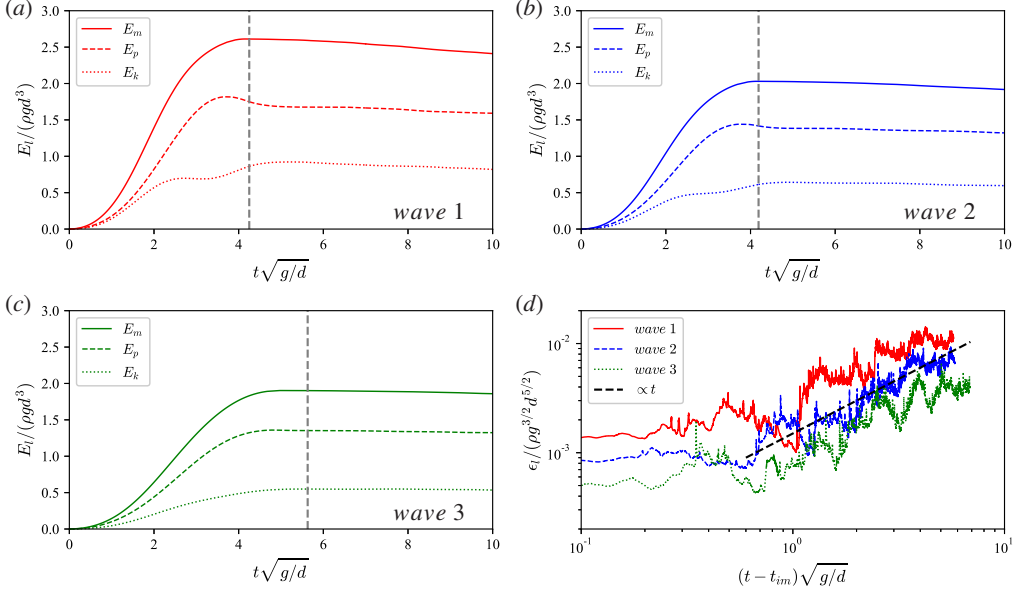 (a)
E_m
E_p
E_k
3.0
2.5
2.0
1.5
1.0
0.5
0.0
E_l/(ρgd^3)
0 2 4 6 8 10
t√g/d
wave 1
(b)
E_m
E_p
E_k
3.0
2.5
2.0
1.5
1.0
0.5
0.0
E_l/(ρgd^3)
0 2 4 6 8 10
t√g/d
wave 2
(c)
E_m
E_p
E_k
3.0
2.5
2.0
1.5
1.0
0.5
0.0
E_l/(ρgd^3)
0 2 4 6 8 10
t√g/d
wave 3
(d)
wave 1
wave 2
wave 3
∝ t
10^-2
10^-3
ϵ_l/(ρg^3/2 d^5/2)
10^-1 10^0 10^1
(t − t_im)√g/d